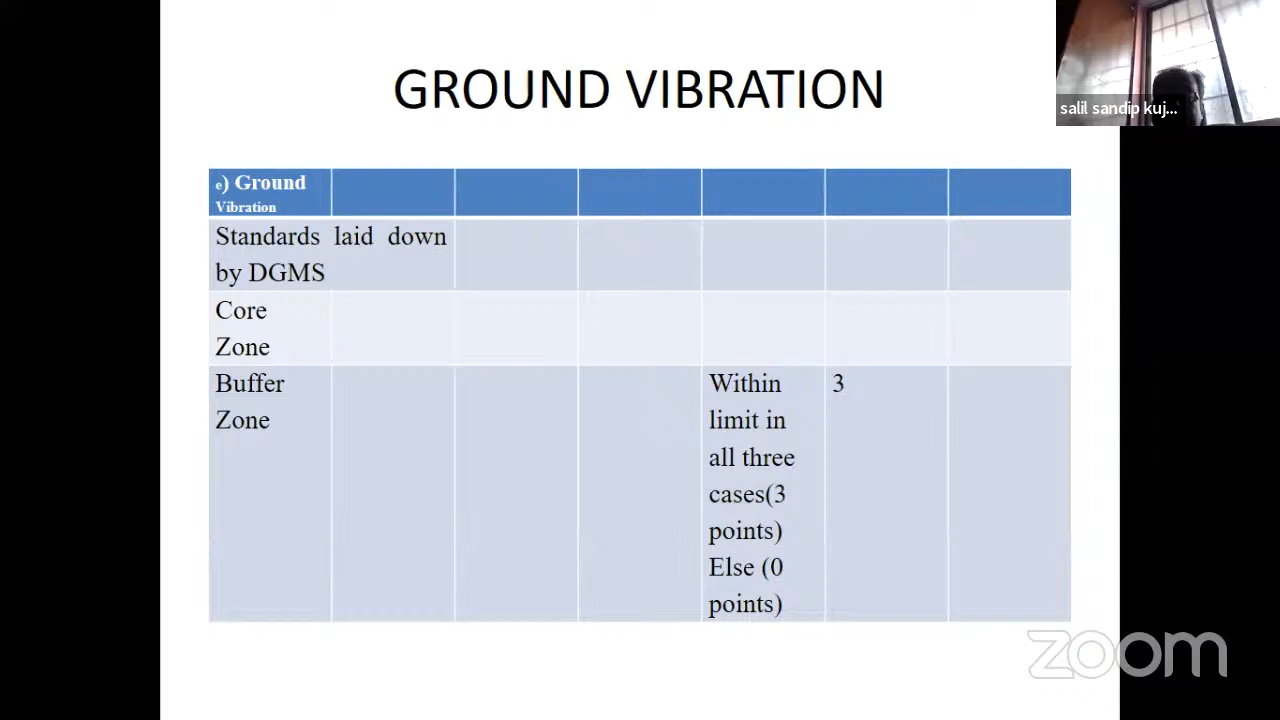 GROUND VIBRATION
salil sandip kuj...
e) Ground
Vibration
Standards laid down
by DGMS
Core
Zone
Buffer
Zone
Within
limit in
all three
cases(3
points)
Else (0
points)
3
zoom